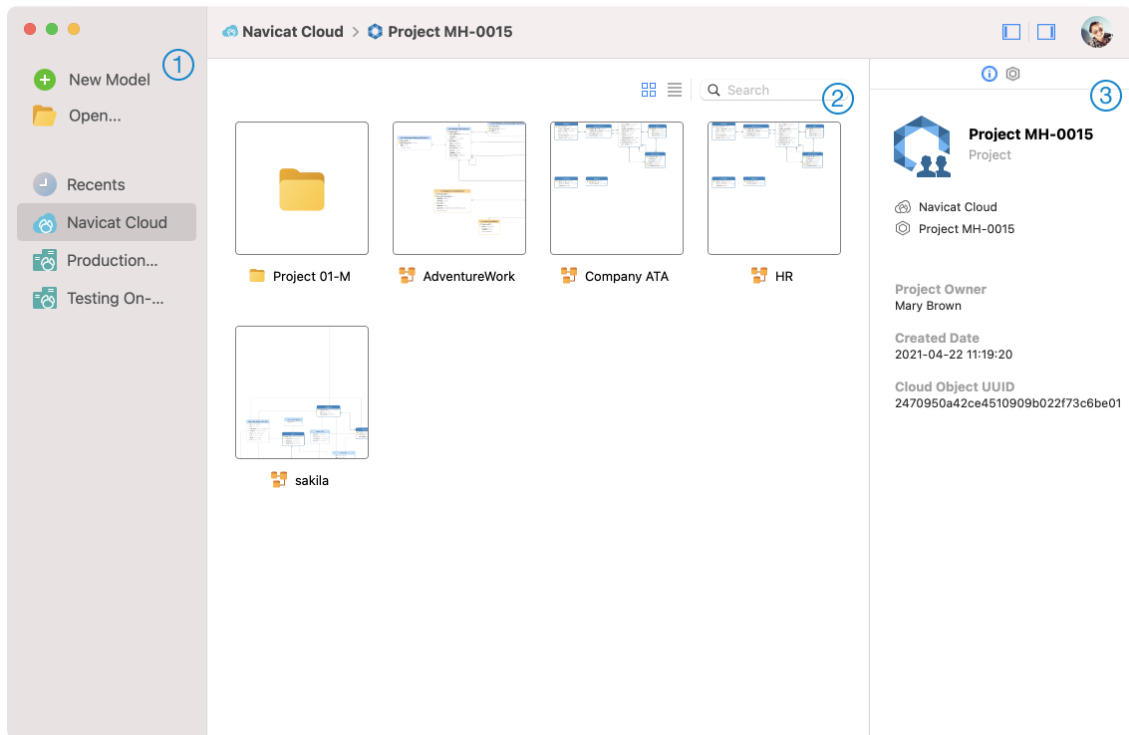 Navicat Cloud > Project MH-0015
①
New Model
Open...
Recents
Navicat Cloud
Production...
Testing On-...
Search
②
Project 01-M
AdventureWork
Company ATA
HR
sakila
③
Project MH-0015
Project
Navicat Cloud
Project MH-0015
Project Owner
Mary Brown
Created Date
2021-04-22 11:19:20
Cloud Object UUID
2470950a42ce4510909b022f73c6be01